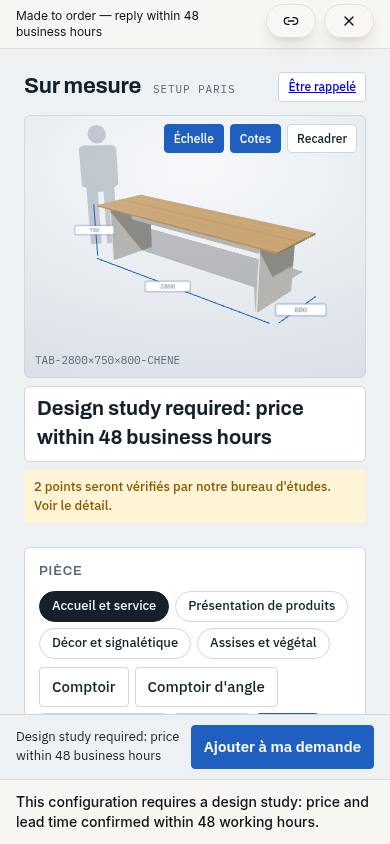 Made to order — reply within 48
business hours
Sur mesure SETUP PARIS
Être rappelé
Échelle Cotes Recadrer
750
2800
800
TAB-2800×750×800-CHENE
Design study required: price
within 48 business hours
2 points seront vérifiés par notre bureau d'études.
Voir le détail.
PIÈCE
Accueil et service Présentation de produits
Décor et signalétique Assises et végétal
Comptoir Comptoir d'angle
Design study required: price
within 48 business hours
Ajouter à ma demande
This configuration requires a design study: price and
lead time confirmed within 48 working hours.